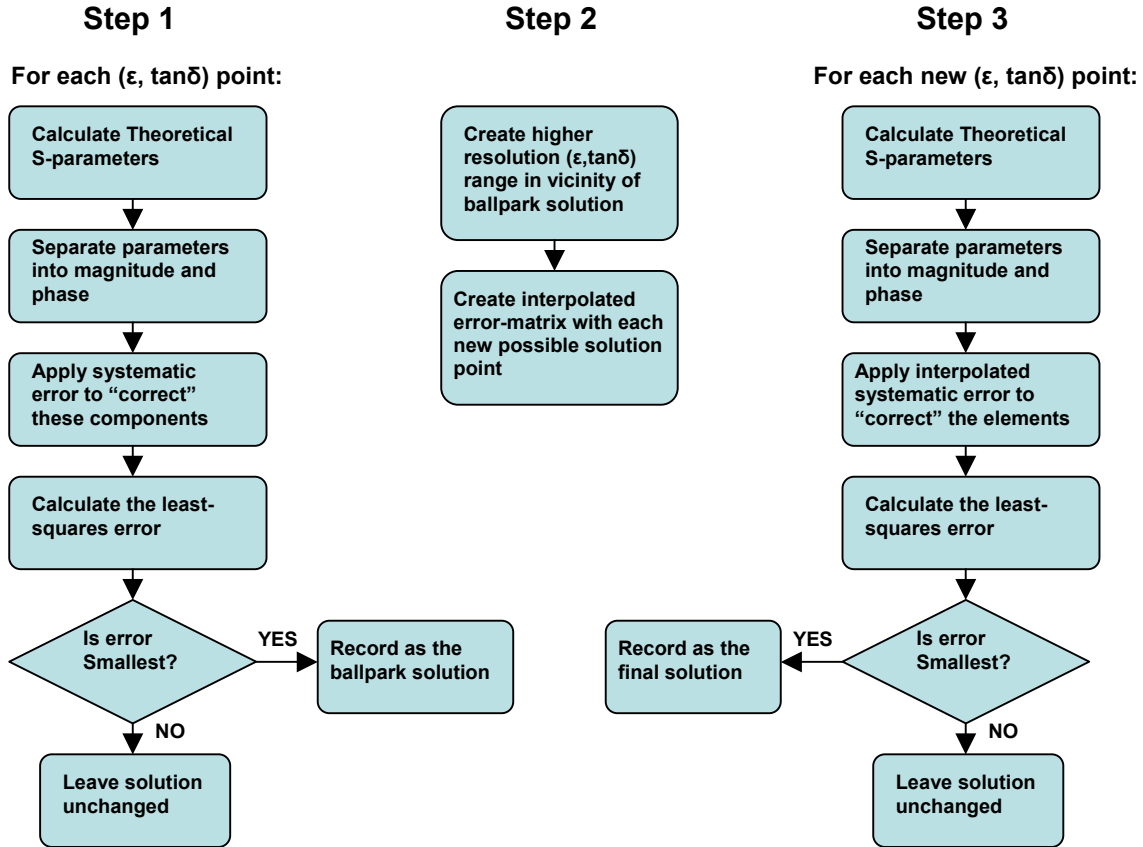 Step 1
For each (ε, tanδ) point:
Calculate Theoretical
S-parameters
Separate parameters
into magnitude and
phase
Apply systematic
error to “correct”
these components
Calculate the least-
squares error
Is error
Smallest?
YES
Record as the
ballpark solution
NO
Leave solution
unchanged
Step 2
Create higher
resolution (ε,tanδ)
range in vicinity of
ballpark solution
Create interpolated
error-matrix with each
new possible solution
point
Step 3
For each new (ε, tanδ) point:
Calculate Theoretical
S-parameters
Separate parameters
into magnitude and
phase
Apply interpolated
systematic error to
“correct” the elements
Calculate the least-
squares error
Is error
Smallest?
YES
Record as the
final solution
NO
Leave solution
unchanged